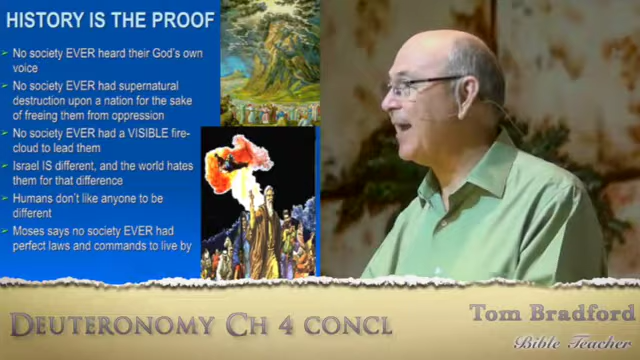 HISTORY IS THE PROOF
➢ No society EVER heard their God's own
voice
➢ No society EVER had supernatural
destruction upon a nation for the sake
of freeing them from oppression
➢ No society EVER had a VISIBLE fire-
cloud to lead them
➢ Israel IS different, and the world hates
them for that difference
➢ Humans don't like anyone to be
different
➢ Moses says no society EVER had
perfect laws and commands to live by
Deuteronomy Ch 4 concl
Tom Bradford
Bible Teacher